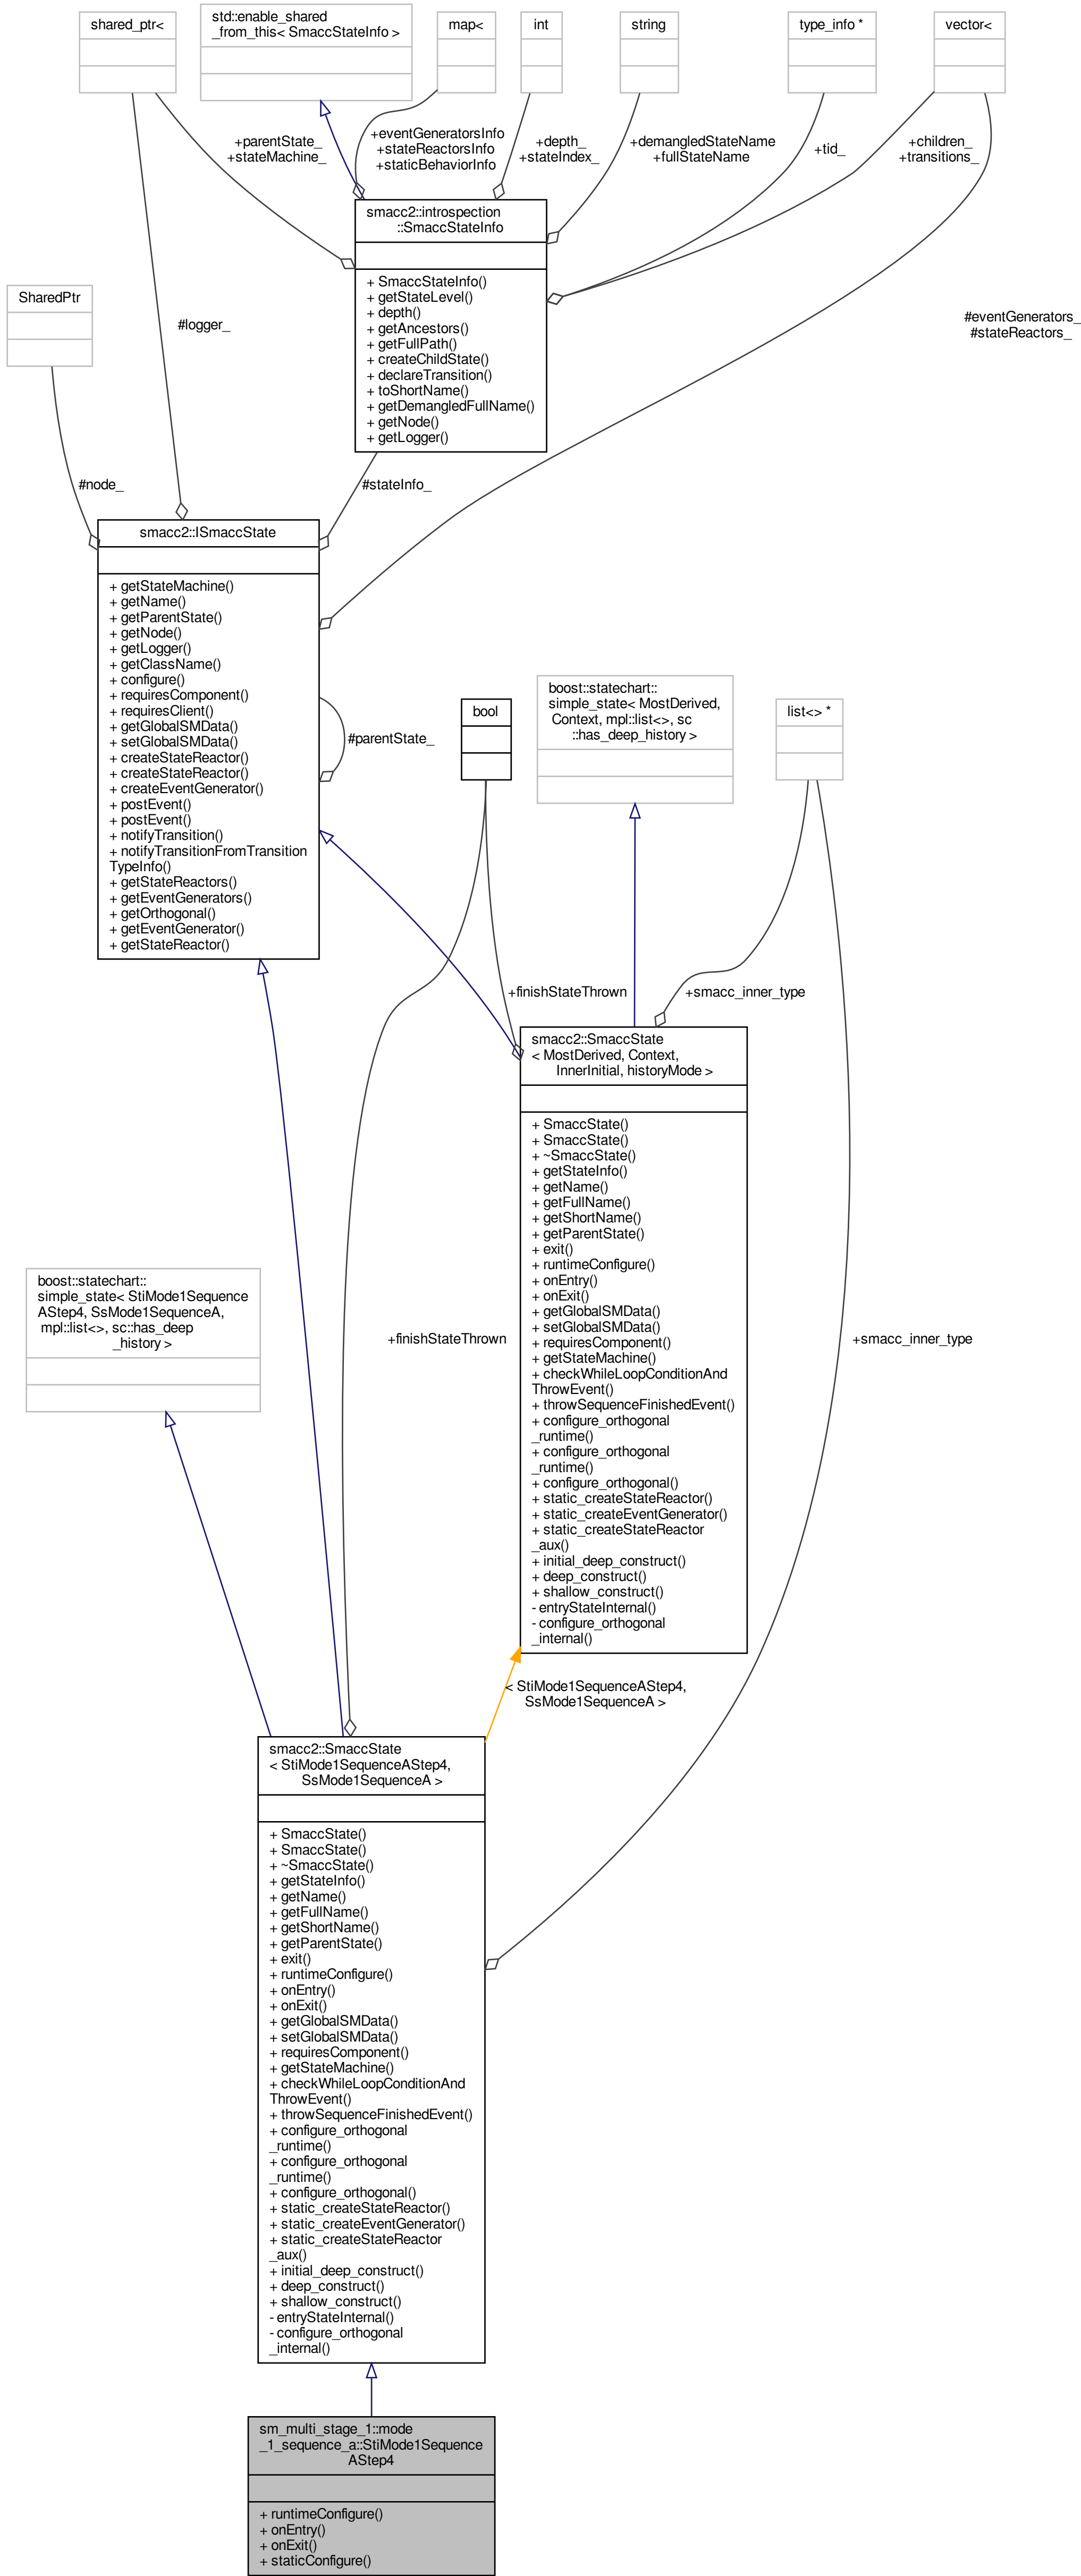 shared_ptr<
std::enable_shared
_from_this< SmaccStateInfo >
map<
int
string
type_info *
vector<
+parentState_
+stateMachine_
+eventGeneratorsInfo
+stateReactorsInfo
+staticBehaviorInfo
+depth_
+stateIndex_
+demangledStateName
+fullStateName
+tid_
+children_
+transitions_
smacc2::introspection
::SmaccStateInfo
+ SmaccStateInfo()
+ getStateLevel()
+ depth()
+ getAncestors()
+ getFullPath()
+ createChildState()
+ declareTransition()
+ toShortName()
+ getDemangledFullName()
+ getNode()
+ getLogger()
SharedPtr
#logger_
#eventGenerators_
#stateReactors_
#node_
#stateInfo_
smacc2::ISmaccState
+ getStateMachine()
+ getName()
+ getParentState()
+ getNode()
+ getLogger()
+ getClassName()
+ configure()
+ requiresComponent()
+ requiresClient()
+ getGlobalSMData()
+ setGlobalSMData()
+ createStateReactor()
+ createStateReactor()
+ createEventGenerator()
+ postEvent()
+ postEvent()
+ notifyTransition()
+ notifyTransitionFromTransition
TypeInfo()
+ getStateReactors()
+ getEventGenerators()
+ getOrthogonal()
+ getEventGenerator()
+ getStateReactor()
#parentState_
bool
boost::statechart::
simple_state< MostDerived,
Context, mpl::list<>, sc
::has_deep_history >
list<> *
+finishStateThrown
+smacc_inner_type
smacc2::SmaccState
< MostDerived, Context,
InnerInitial, historyMode >
+ SmaccState()
+ SmaccState()
+ ~SmaccState()
+ getStateInfo()
+ getName()
+ getFullName()
+ getShortName()
+ getParentState()
+ exit()
+ runtimeConfigure()
+ onEntry()
+ onExit()
+ getGlobalSMData()
+ setGlobalSMData()
+ requiresComponent()
+ getStateMachine()
+ checkWhileLoopConditionAnd
ThrowEvent()
+ throwSequenceFinishedEvent()
+ configure_orthogonal
_runtime()
+ configure_orthogonal
_runtime()
+ configure_orthogonal()
+ static_createStateReactor()
+ static_createEventGenerator()
+ static_createStateReactor
_aux()
+ initial_deep_construct()
+ deep_construct()
+ shallow_construct()
- entryStateInternal()
- configure_orthogonal
_internal()
boost::statechart::
simple_state< StiMode1Sequence
AStep4, SsMode1SequenceA,
mpl::list<>, sc::has_deep
_history >
+finishStateThrown
+smacc_inner_type
< StiMode1SequenceAStep4,
SsMode1SequenceA >
smacc2::SmaccState
< StiMode1SequenceAStep4,
SsMode1SequenceA >
+ SmaccState()
+ SmaccState()
+ ~SmaccState()
+ getStateInfo()
+ getName()
+ getFullName()
+ getShortName()
+ getParentState()
+ exit()
+ runtimeConfigure()
+ onEntry()
+ onExit()
+ getGlobalSMData()
+ setGlobalSMData()
+ requiresComponent()
+ getStateMachine()
+ checkWhileLoopConditionAnd
ThrowEvent()
+ throwSequenceFinishedEvent()
+ configure_orthogonal
_runtime()
+ configure_orthogonal
_runtime()
+ configure_orthogonal()
+ static_createStateReactor()
+ static_createEventGenerator()
+ static_createStateReactor
_aux()
+ initial_deep_construct()
+ deep_construct()
+ shallow_construct()
- entryStateInternal()
- configure_orthogonal
_internal()
sm_multi_stage_1::mode
_1_sequence_a::StiMode1Sequence
AStep4
+ runtimeConfigure()
+ onEntry()
+ onExit()
+ staticConfigure()